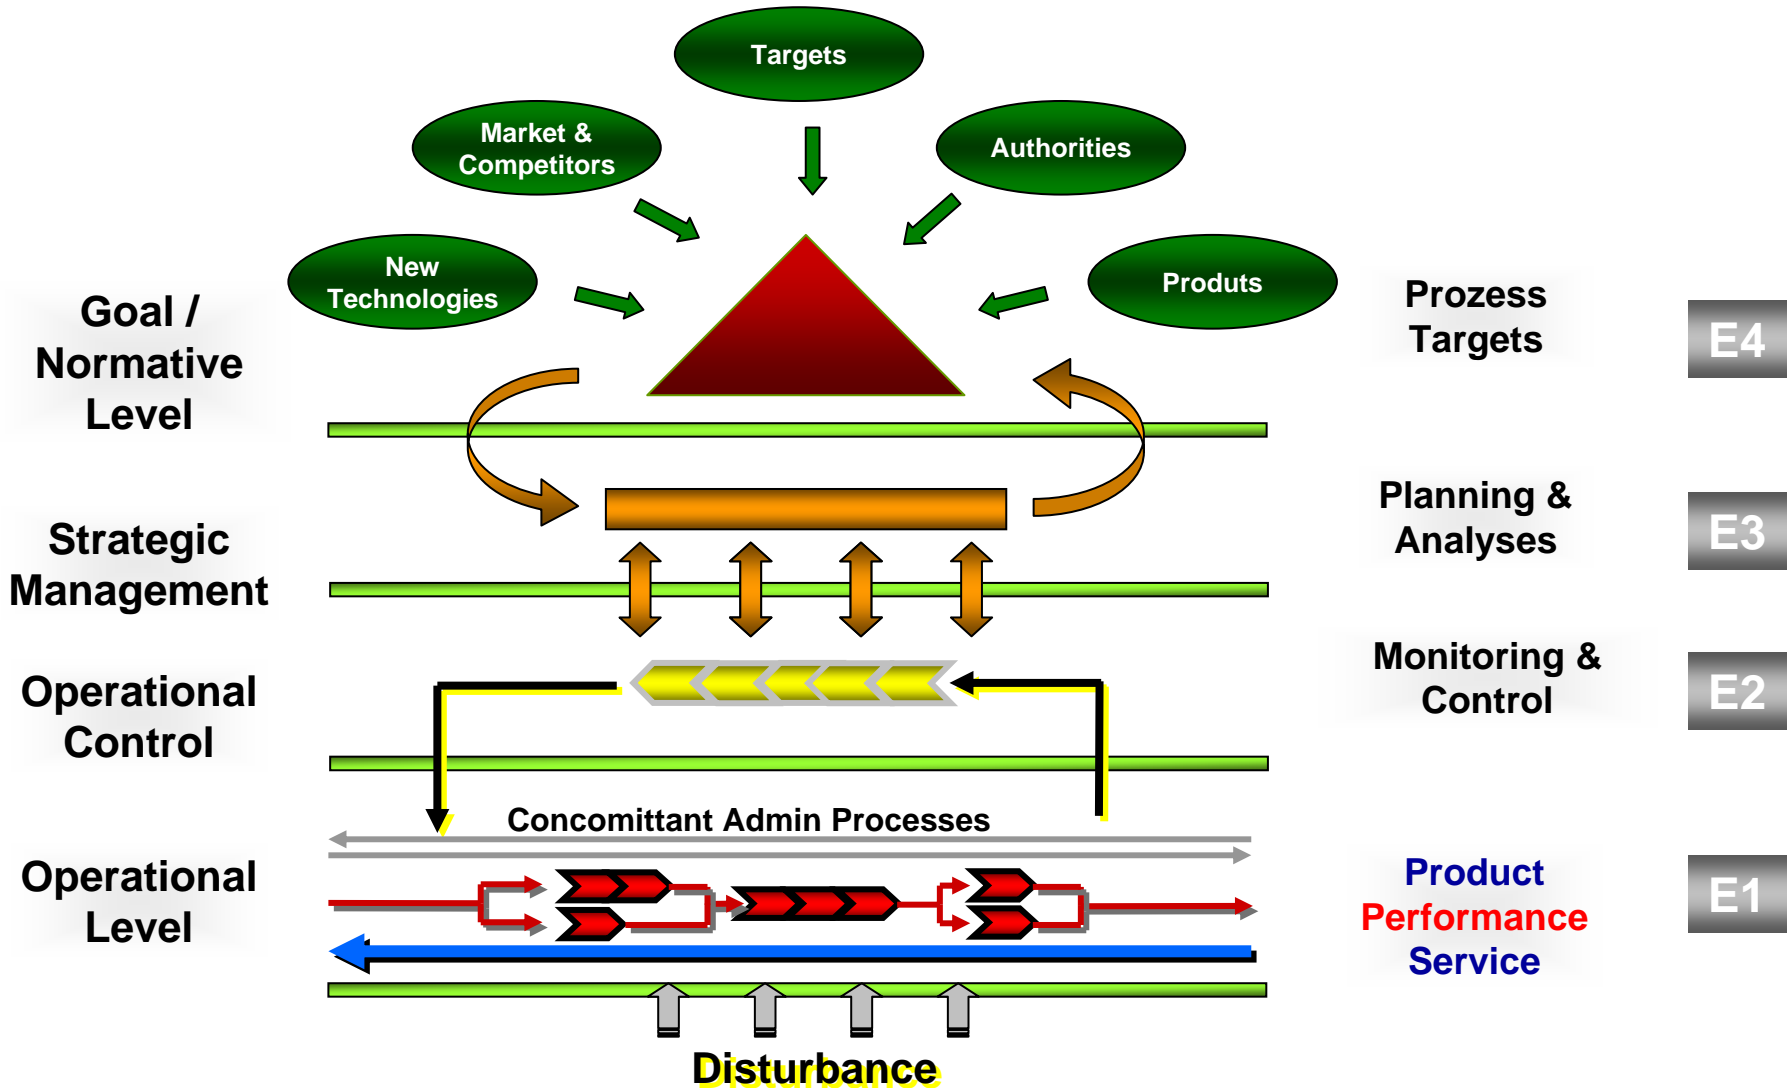 Targets
Market &
Competitors
Authorities
New
Technologies
Produts
Goal /
Normative
Level
Prozess
Targets
E4
Strategic
Management
Planning &
Analyses
E3
Operational
Control
Monitoring &
Control
E2
Concomittant Admin Processes
Operational
Level
Product
Performance
Service
E1
Disturbance